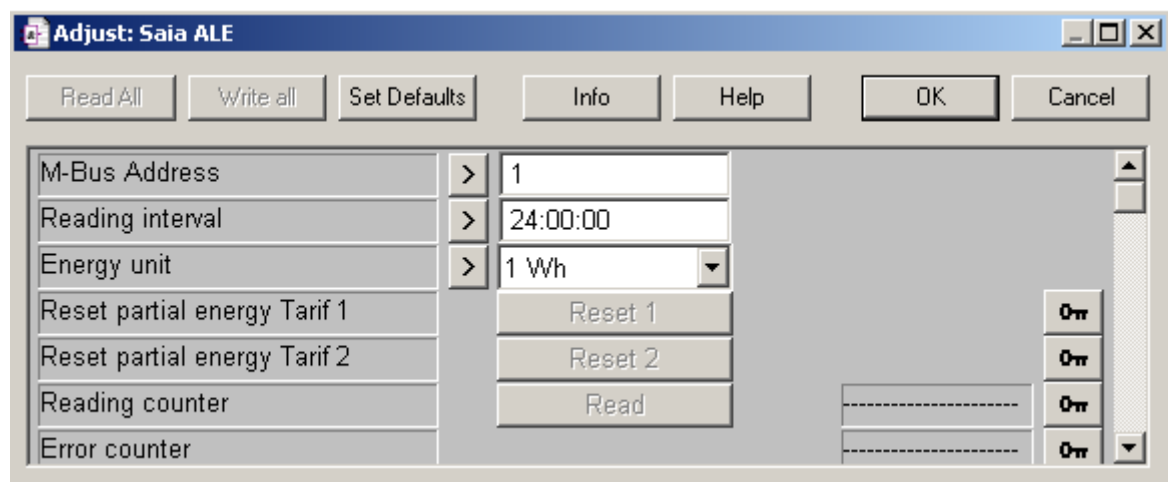 Adjust: Saia ALE
Read All Write all Set Defaults Info Help OK Cancel
M-Bus Address > 1
Reading interval > 24:00:00
Energy unit > 1 Wh
Reset partial energy Tarif 1 Reset 1
Reset partial energy Tarif 2 Reset 2
Reading counter Read ---------------------
Error counter ---------------------